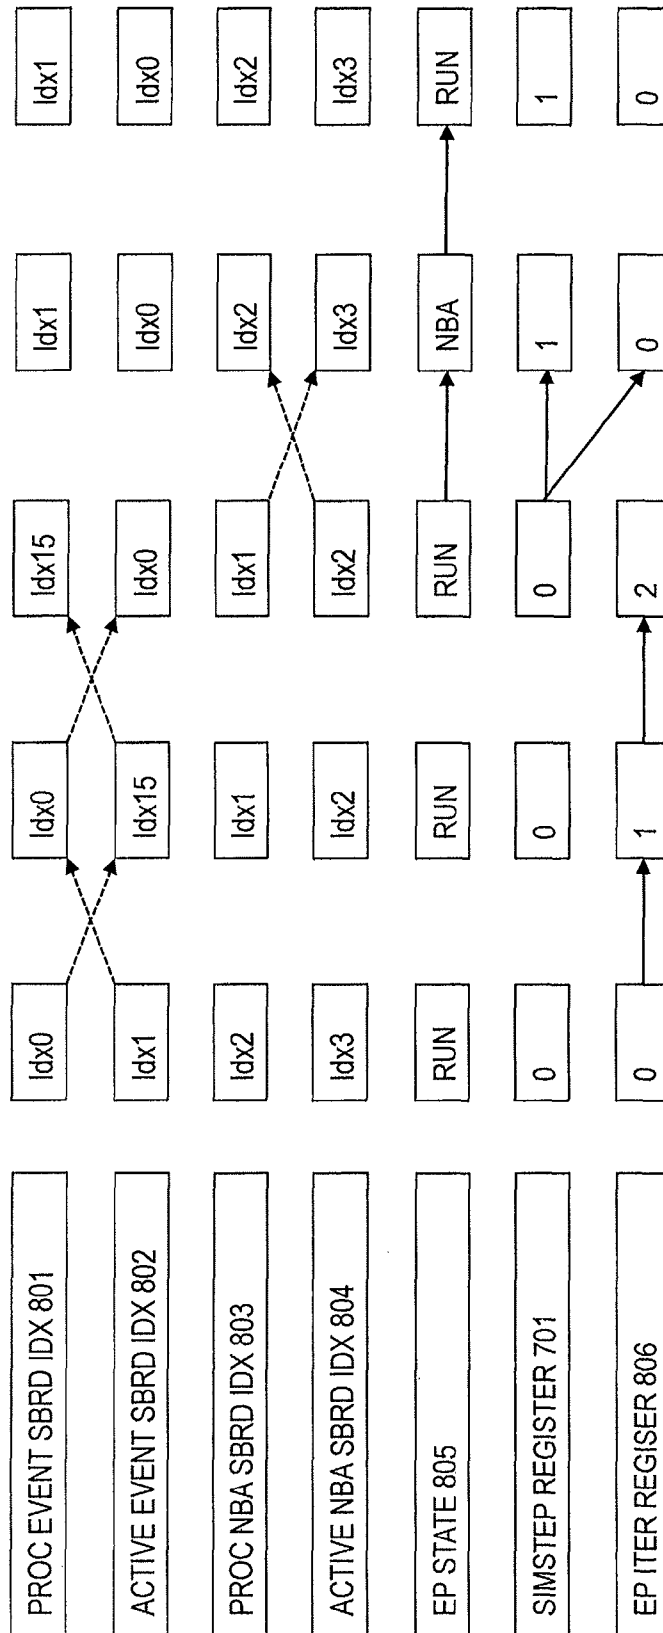 PROC EVENT SBRD IDX 801 Idx0 Idx0 Idx15 Idx1 Idx1
ACTIVE EVENT SBRD IDX 802 Idx1 Idx15 Idx0 Idx0 Idx0
PROC NBA SBRD IDX 803 Idx2 Idx1 Idx1 Idx2 Idx2
ACTIVE NBA SBRD IDX 804 Idx3 Idx2 Idx2 Idx3 Idx3
EP STATE 805 RUN RUN RUN NBA RUN
SIMSTEP REGISTER 701 0 0 0 1 1
EP ITER REGISER 806 0 1 2 0 0